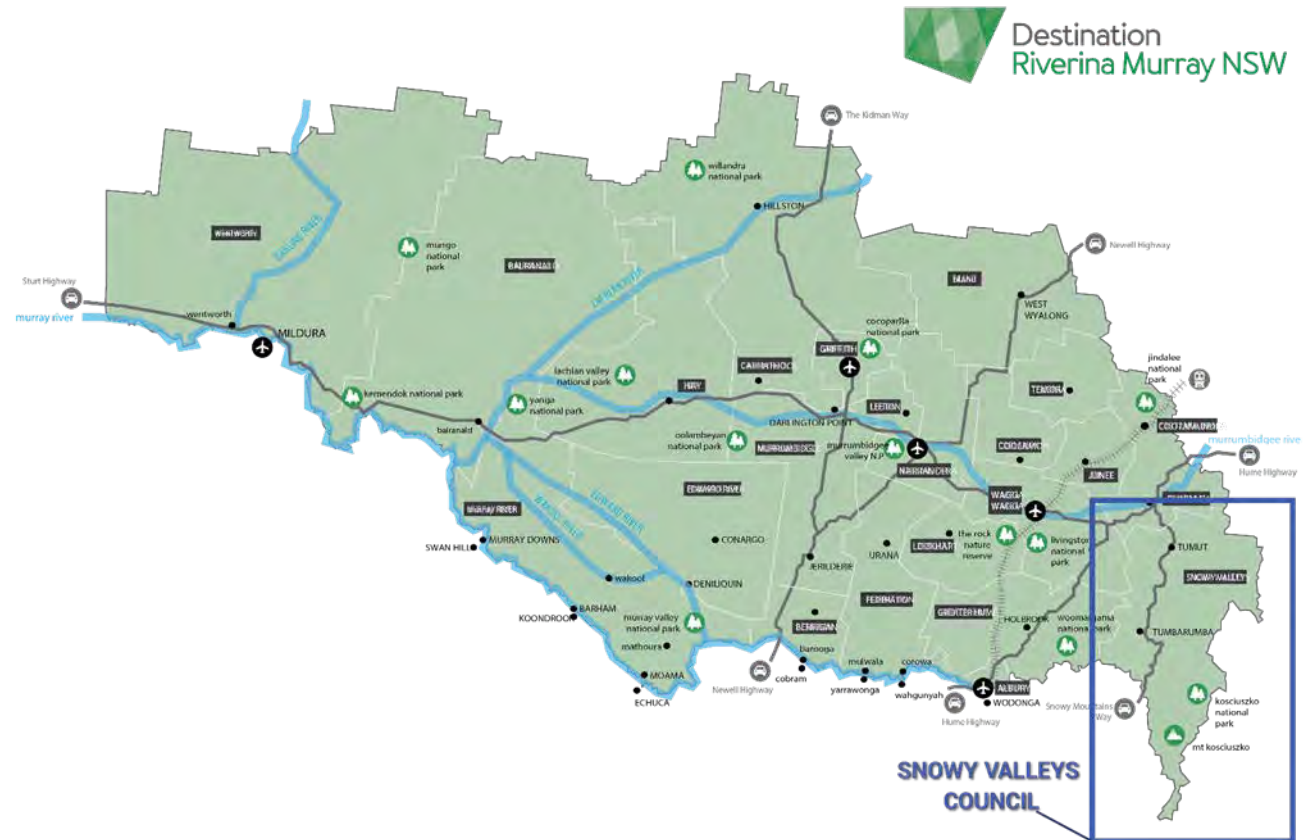 Destination
Riverina Murray NSW
The Kidman Way
willandra
national park
HILLSTON
Newell Highway
WENTWORTH
mungo
national
park
BALRANALD
BLAND
Sturt Highway
murray river
wentworth
MILDURA
WEST
WYALONG
cocoparra
national park
GRIFFITH
jindalee
national
park
lachlan valley
national park
CARRATHOOL
HAY
LEETON
TEMORA
kemendok national park
yanga
national park
balranald
DARLINGTON POINT
COOTAMUNDRA
murrumbidgee rive
oolambeyan
national park
MURRUMBIDGEE
murrumbidgee
valley N.P
NARRANDERA
COOLAMON
JUNEE
Hume Highway
EDWARD RIVER
WAGGA
WAGGA
MURRAY RIVER
EDWARD RIVER
SWAN HILL
MURRAY DOWNS
CONARGO
URANA
LOCKHART
the rock
nature
reserve
livingstone
national
park
TUMUT
JERILDERIE
SNOWY VALLEYS
wakool
DENILIQUIN
FEDERATION
GREATER HUME
BARHAM
KOONDROOK
murray valley
national park
BERRIGAN
HOLBROOK
woomargama
national park
TUMBARUMBA
mathoura
barooga
mulwala
corowa
MOAMA
Newell Highway
cobram
yarrawonga
wahgunyah
ALBURY
ECHUCA
WODONGA
Hume Highway
Snowy Mountains
Way
kosciuszko
national
park
mt kosciuszko
SNOWY VALLEYS
COUNCIL